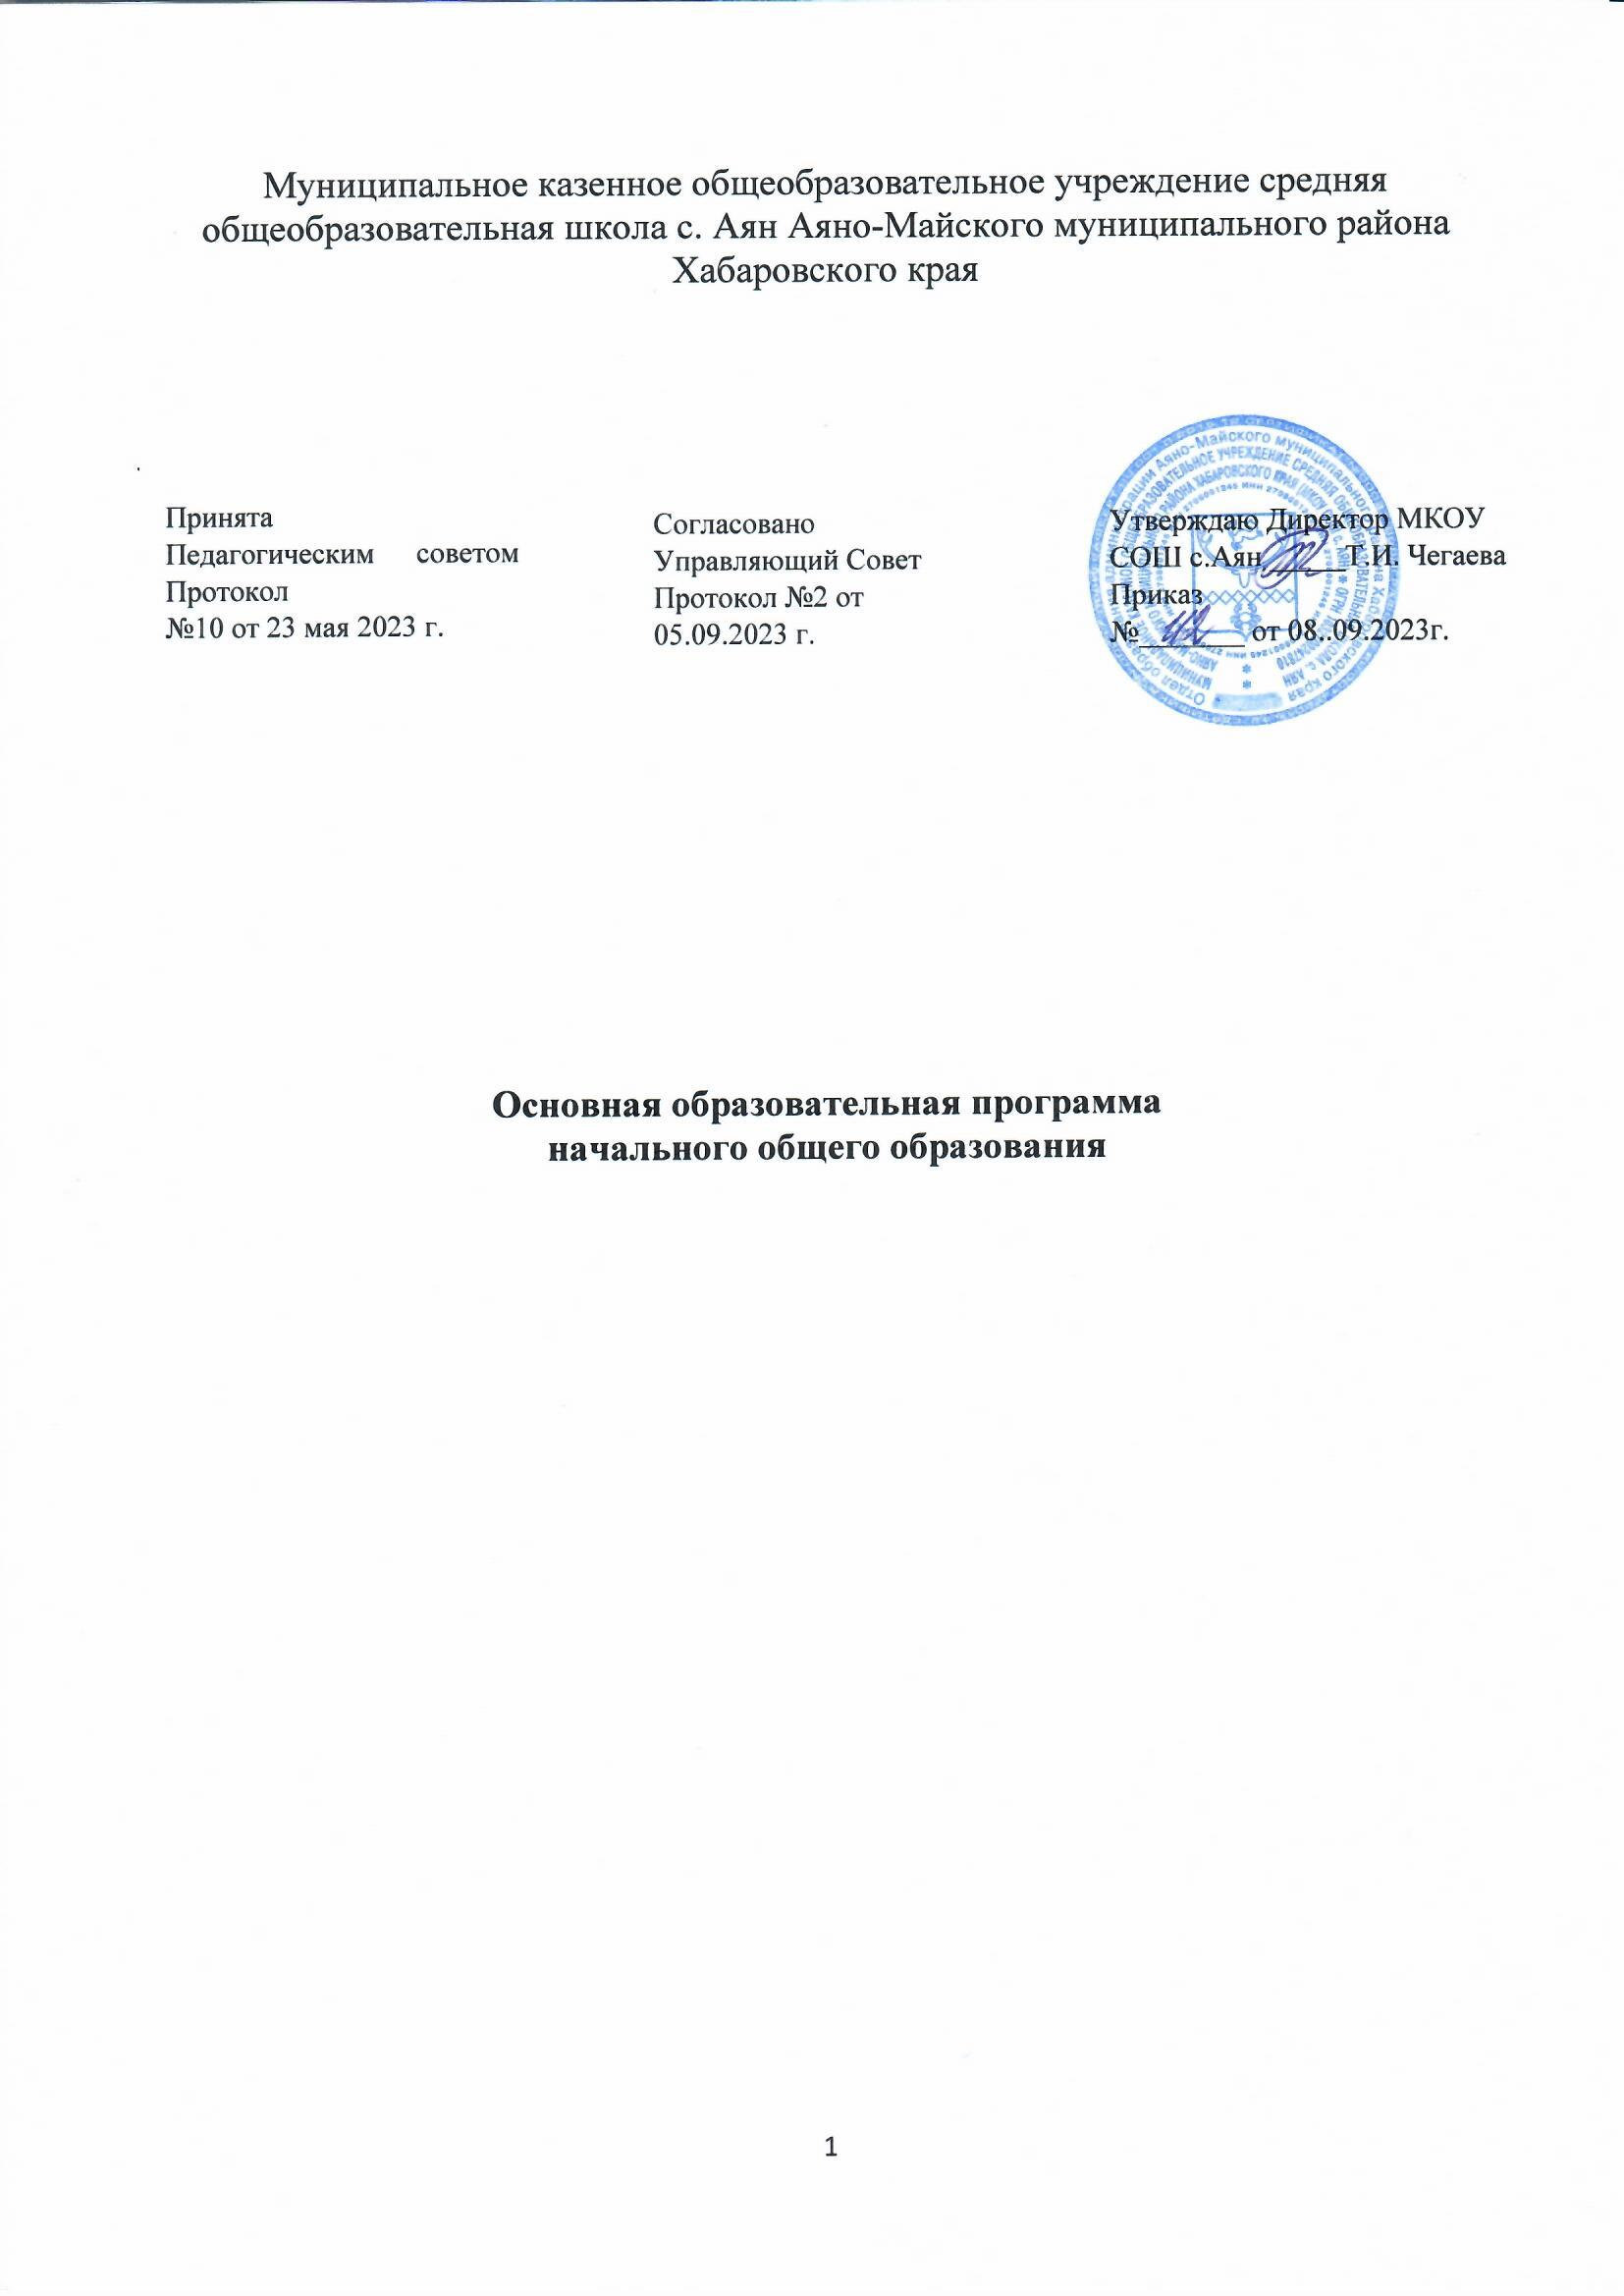 Муниципальное казенное общеобразовательное учреждение средняя
общеобразовательная школа с. Аян Аяно-Майского муниципального района
Хабаровского края
Принята
Педагогическим советом
Протокол
№10 от 23 мая 2023 г.
Согласовано
Управляющий Совет
Протокол №2 от
05.09.2023 г.
Утверждаю Директор МКОУ
СОШ с.Аян______Т.И. Чегаева
Приказ
№_______ от 08..09.2023г.
Основная образовательная программа
начального общего образования
1